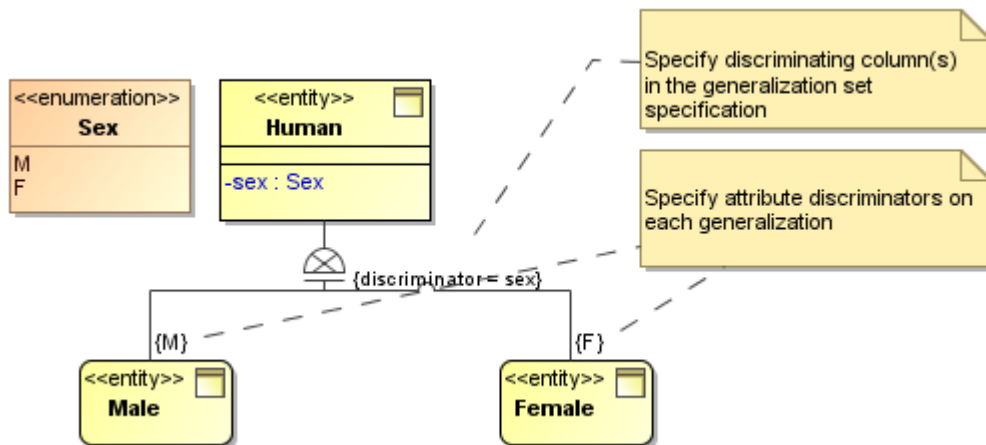 <<enumeration>>
Sex
M
F
<<entity>>
Human
-sex : Sex
Specify discriminating column(s)
in the generalization set
specification
Specify attribute discriminators on
each generalization
{discriminator = sex}
{M}
{F}
<<entity>>
Male
<<entity>>
Female